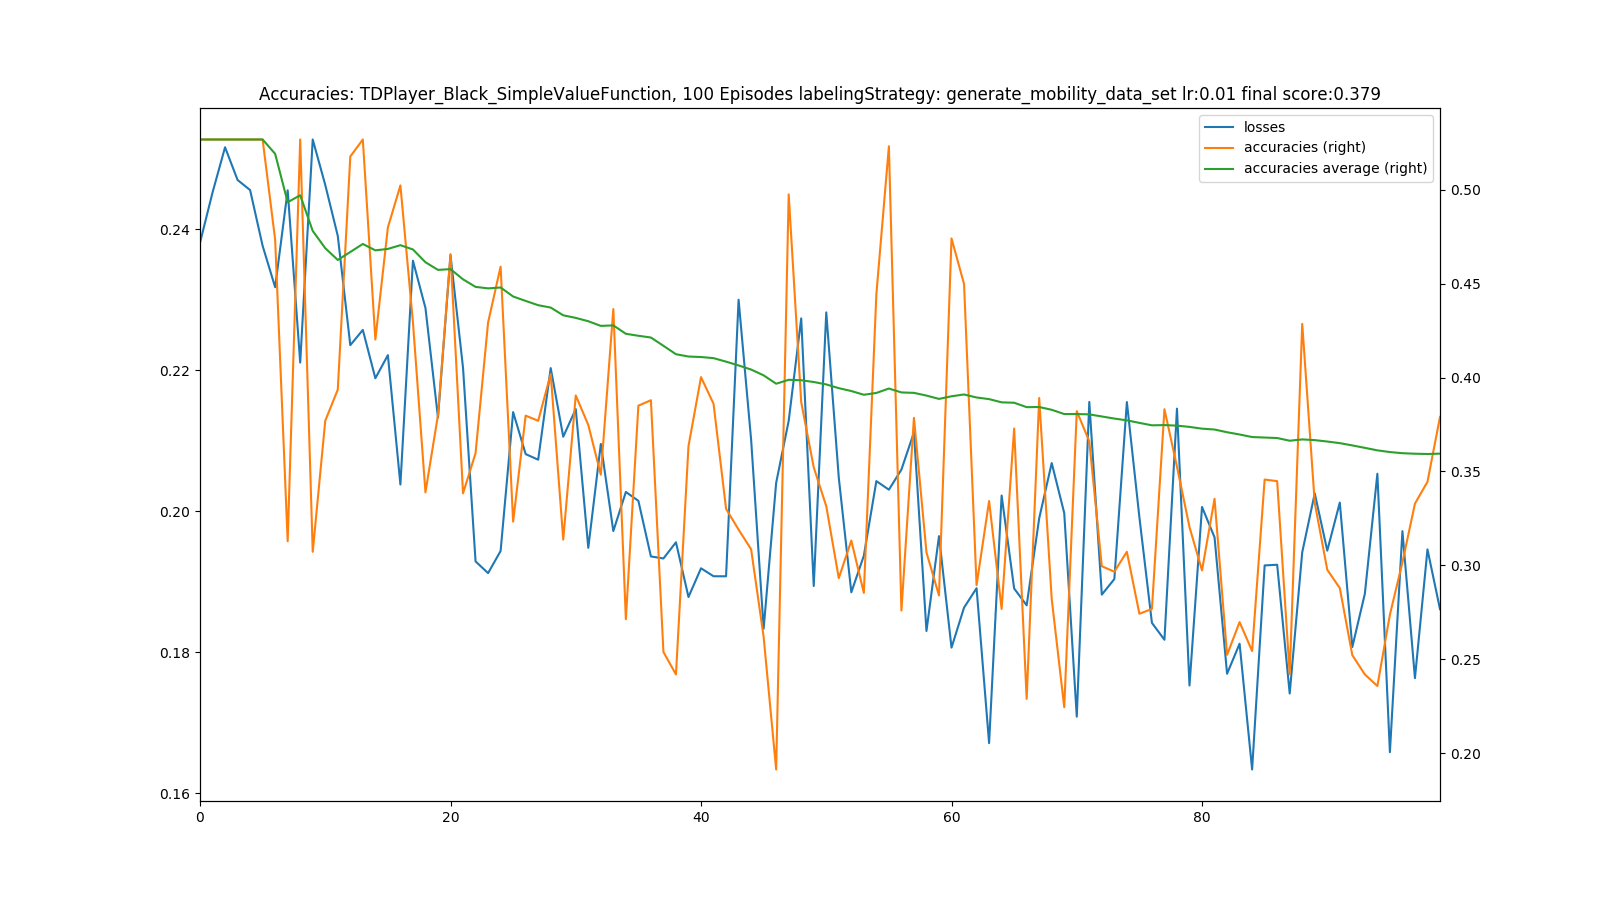 Accuracies: TDPlayer_Black_SimpleValueFunction, 100 Episodes labelingStrategy: generate_mobility_data_set lr:0.01 final score:0.379
losses
accuracies (right)
accuracies average (right)
0.24
0.22
0.20
0.18
0.16
0.50
0.45
0.40
0.35
0.30
0.25
0.20
0 20 40 60 80